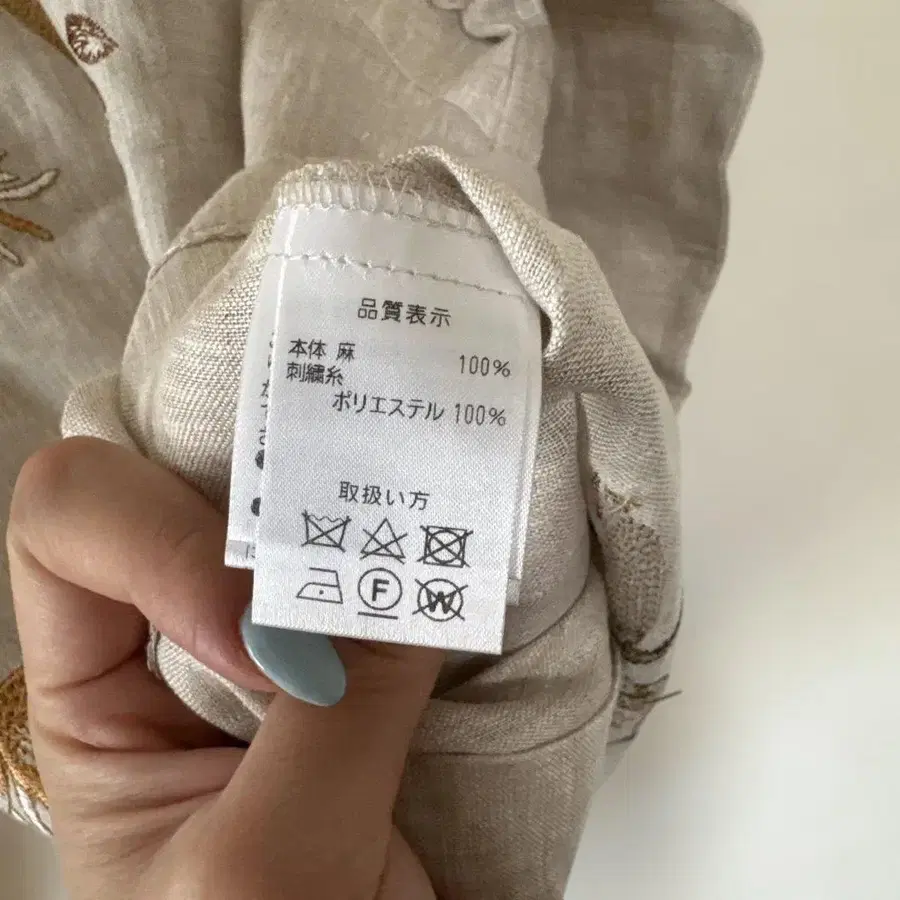 品質表示
本体 麻 100%
刺繍糸
ポリエステル 100%
取扱い方
F
W